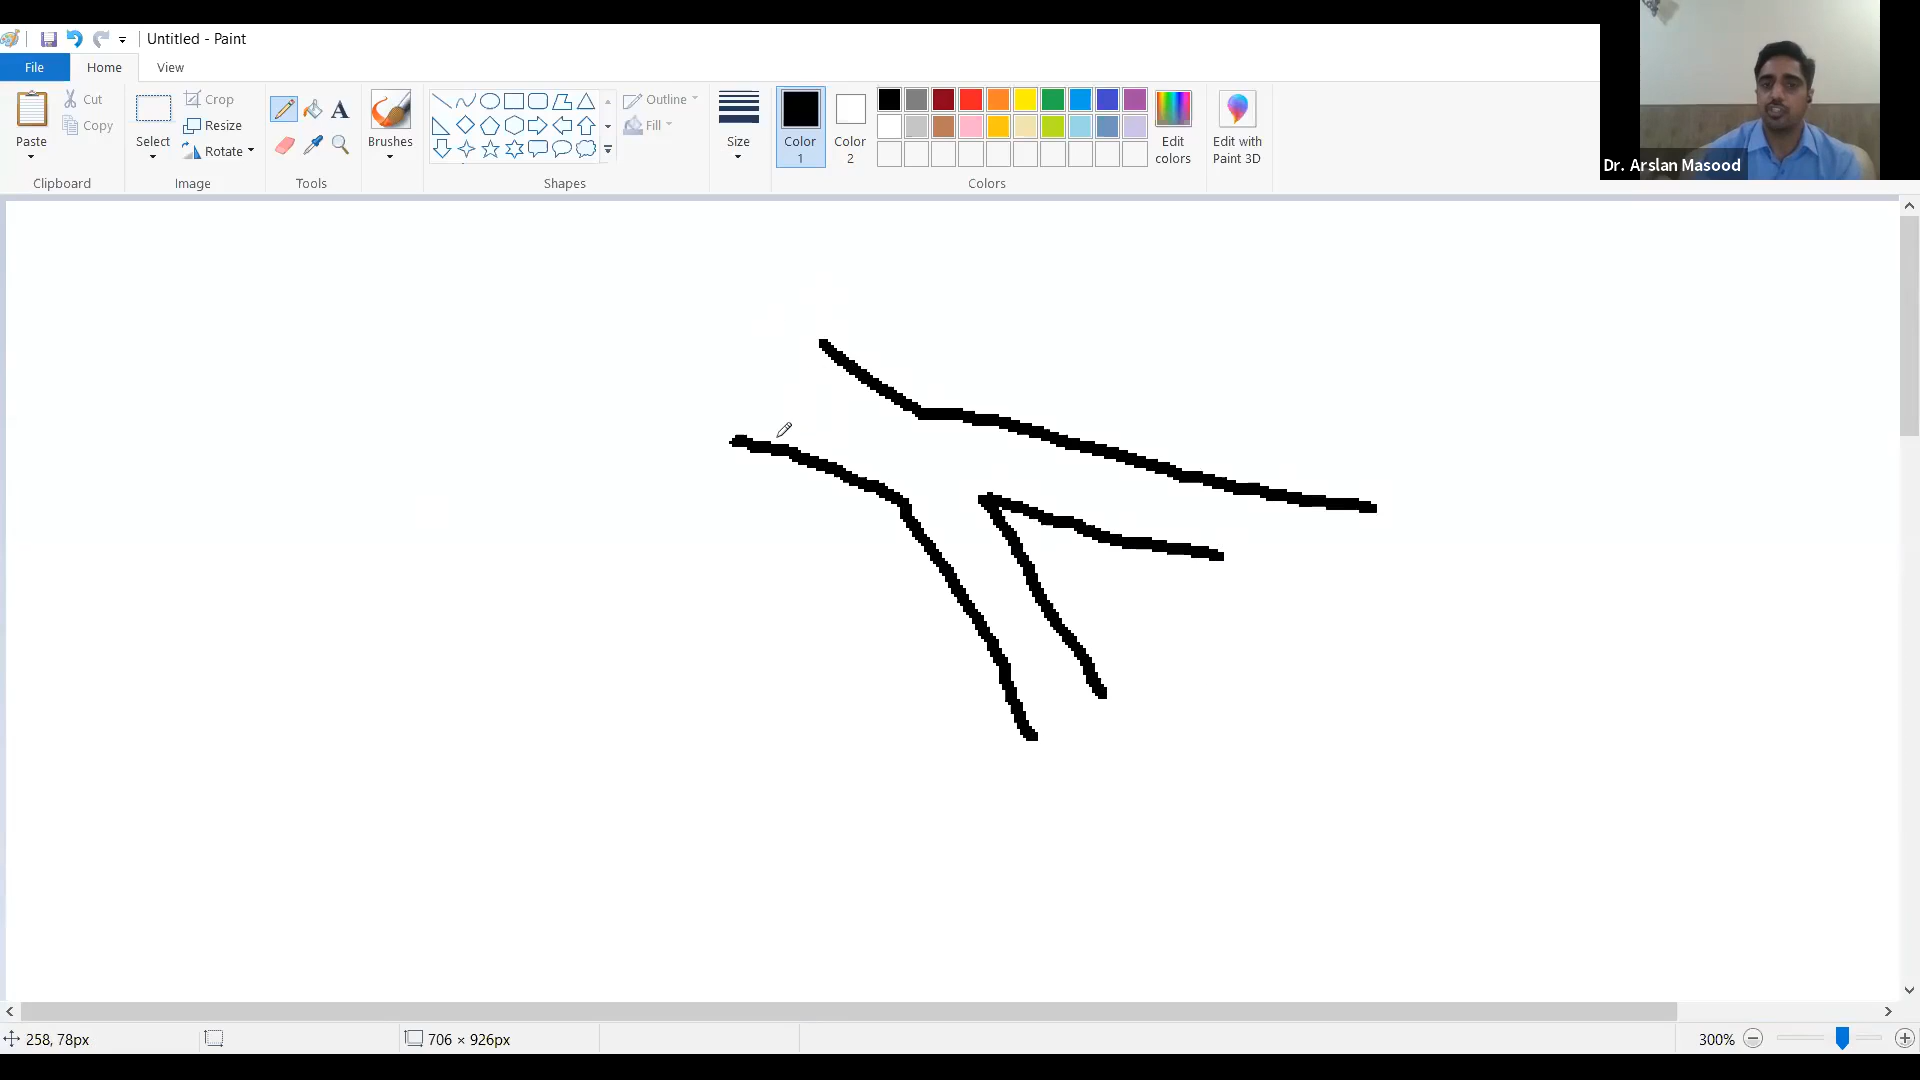 Untitled - Paint
File Home View
Paste
Cut
Copy
Clipboard
Select
Crop
Resize
Rotate
Image
A
Tools
Brushes
Outline
Fill
Shapes
Size
Color 1
Color 2
Edit colors
Edit with Paint 3D
Colors
Dr. Arslan Masood
258, 78px
706 × 926px
300%